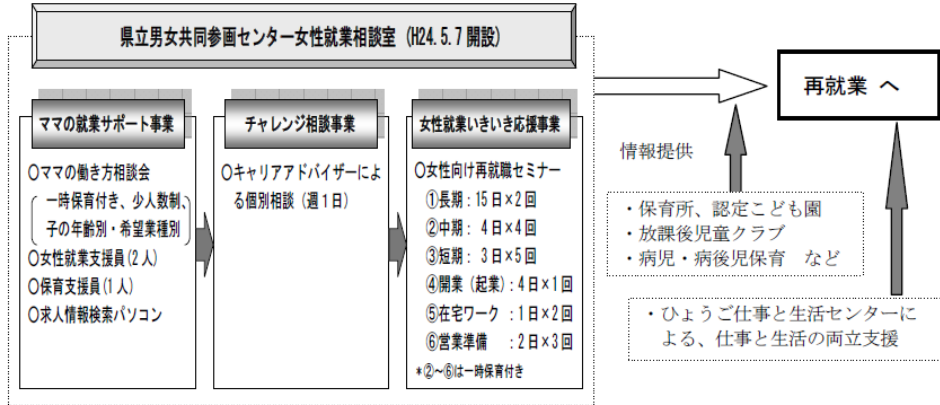 県立男女共同参画センター女性就業相談室 (H24.5.7開設)
ママの就業サポート事業
〇ママの働き方相談会
一時保育付き、少人数制、
子の年齢別・希望業種別
〇女性就業支援員(2人)
〇保育支援員(1人)
〇求人情報検索パソコン
チャレンジ相談事業
〇キャリアアドバイザーによ
る個別相談（週1日）
女性就業いきいき応援事業
〇女性向け再就職セミナー
①長期：15日×2回
②中期： 4日×4回
③短期： 3日×5回
④開業（起業）：4日×1回
⑤在宅ワーク ：1日×2回
⑥営業準備 ：2日×3回
*②～⑥は一時保育付き
再就業 へ
情報提供
・保育所、認定こども園
・放課後児童クラブ
・病児・病後児保育 など
・ひょうご仕事と生活センターに
よる、仕事と生活の両立支援